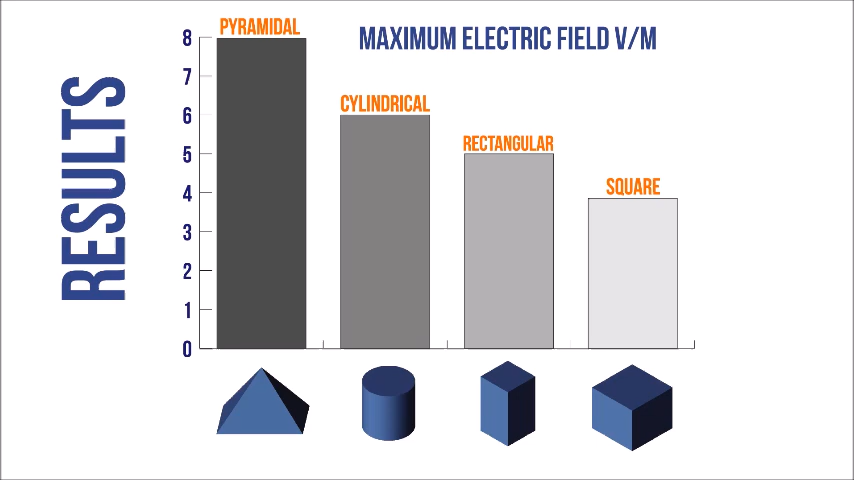 RESULTS
MAXIMUM ELECTRIC FIELD V/M
8
7
6
5
4
3
2
1
0
PYRAMIDAL
CYLINDRICAL
RECTANGULAR
SQUARE